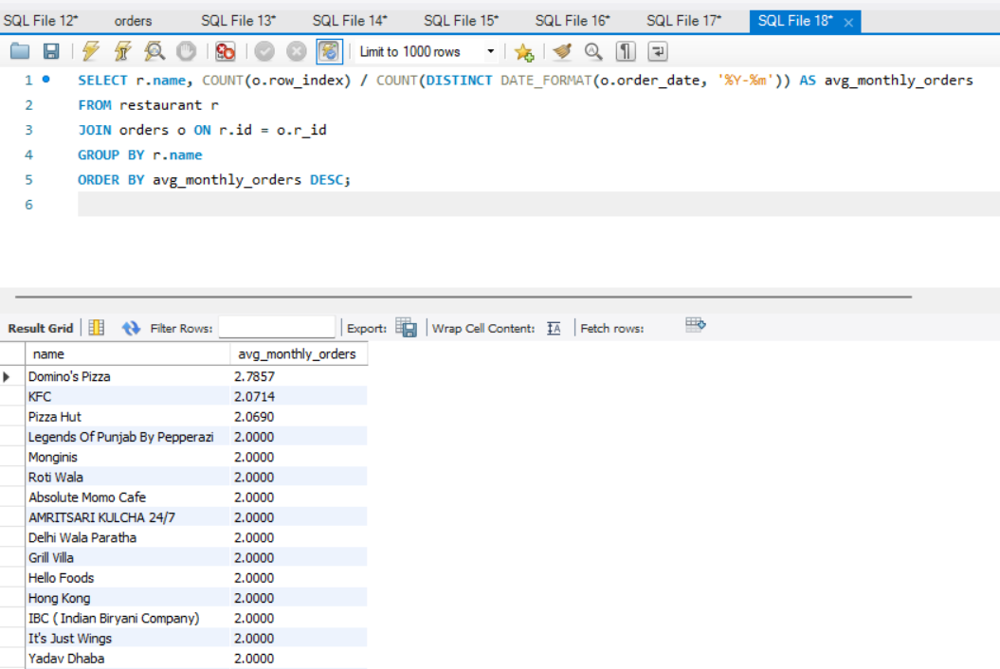 SQL File 12* orders SQL File 13* SQL File 14* SQL File 15* SQL File 16* SQL File 17* SQL File 18* ×
Limit to 1000 rows
1 SELECT r.name, COUNT(o.row_index) / COUNT(DISTINCT DATE_FORMAT(o.order_date, '%Y-%m')) AS avg_monthly_orders
2 FROM restaurant r
3 JOIN orders o ON r.id = o.r_id
4 GROUP BY r.name
5 ORDER BY avg_monthly_orders DESC;
6
Result Grid Filter Rows: Export: Wrap Cell Content: Fetch rows:
name avg_monthly_orders
Domino's Pizza 2.7857
KFC 2.0714
Pizza Hut 2.0690
Legends Of Punjab By Pepperazi 2.0000
Monginis 2.0000
Roti Wala 2.0000
Absolute Momo Cafe 2.0000
AMRITSARI KULCHA 24/7 2.0000
Delhi Wala Paratha 2.0000
Grill Villa 2.0000
Hello Foods 2.0000
Hong Kong 2.0000
IBC ( Indian Biryani Company) 2.0000
It's Just Wings 2.0000
Yadav Dhaba 2.0000